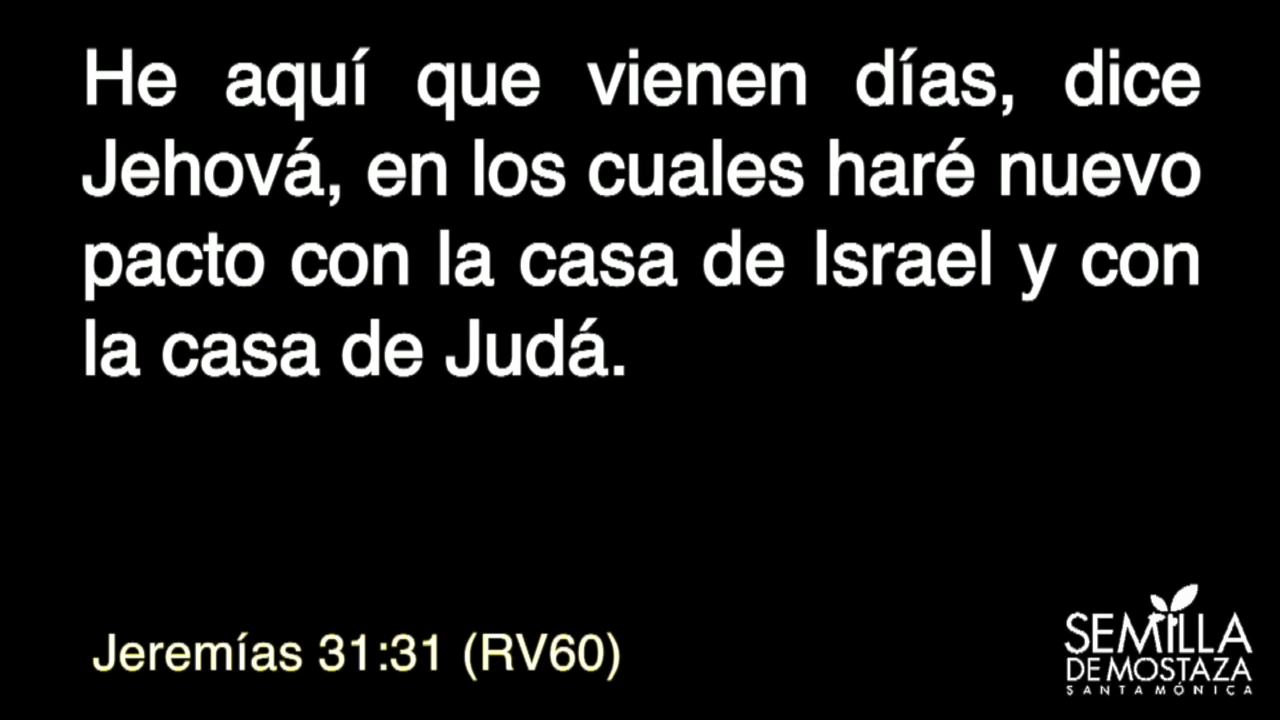 He aquí que vienen días, dice
Jehová, en los cuales haré nuevo
pacto con la casa de Israel y con
la casa de Judá.
Jeremías 31:31 (RV60)
SEMILLA
DE MOSTAZA
SANTA MÓNICA